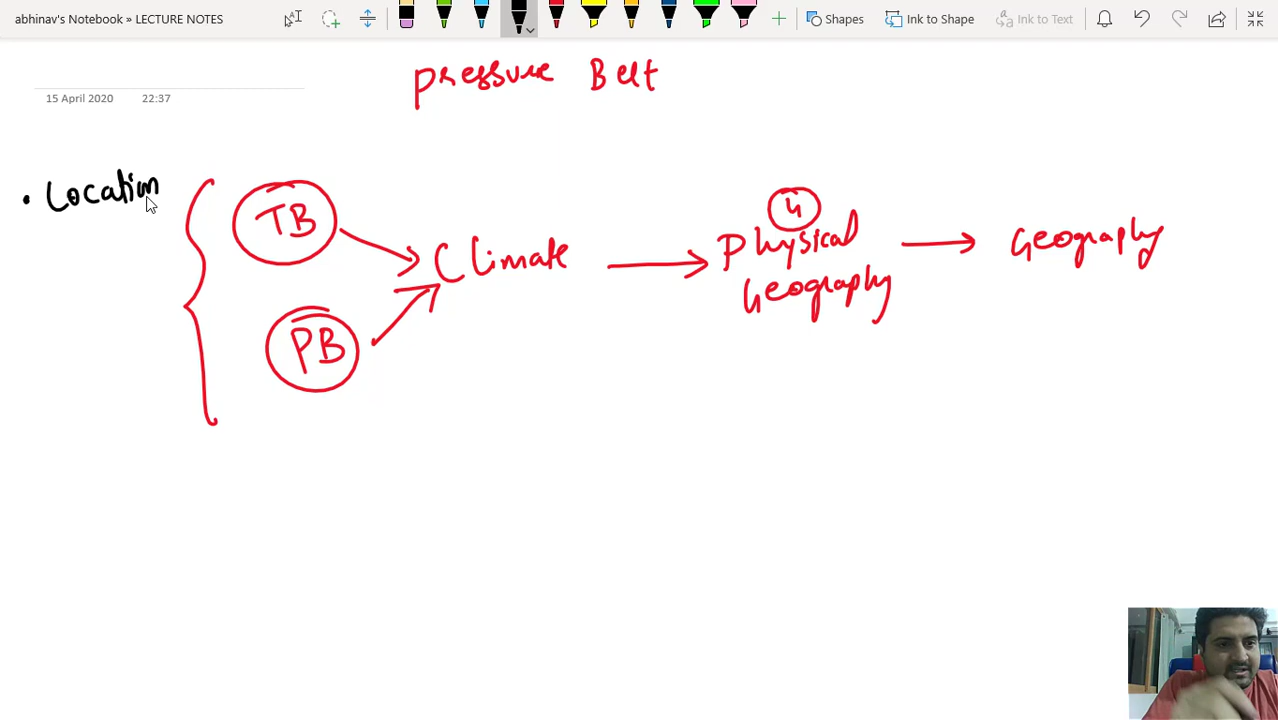 abhinav's Notebook » LECTURE NOTES
Shapes
Ink to Shape
Ink to Text
Pressure Belt
15 April 2020 22:37
• Location
TB
Climate
4
Physical
Geography
Geography
PB